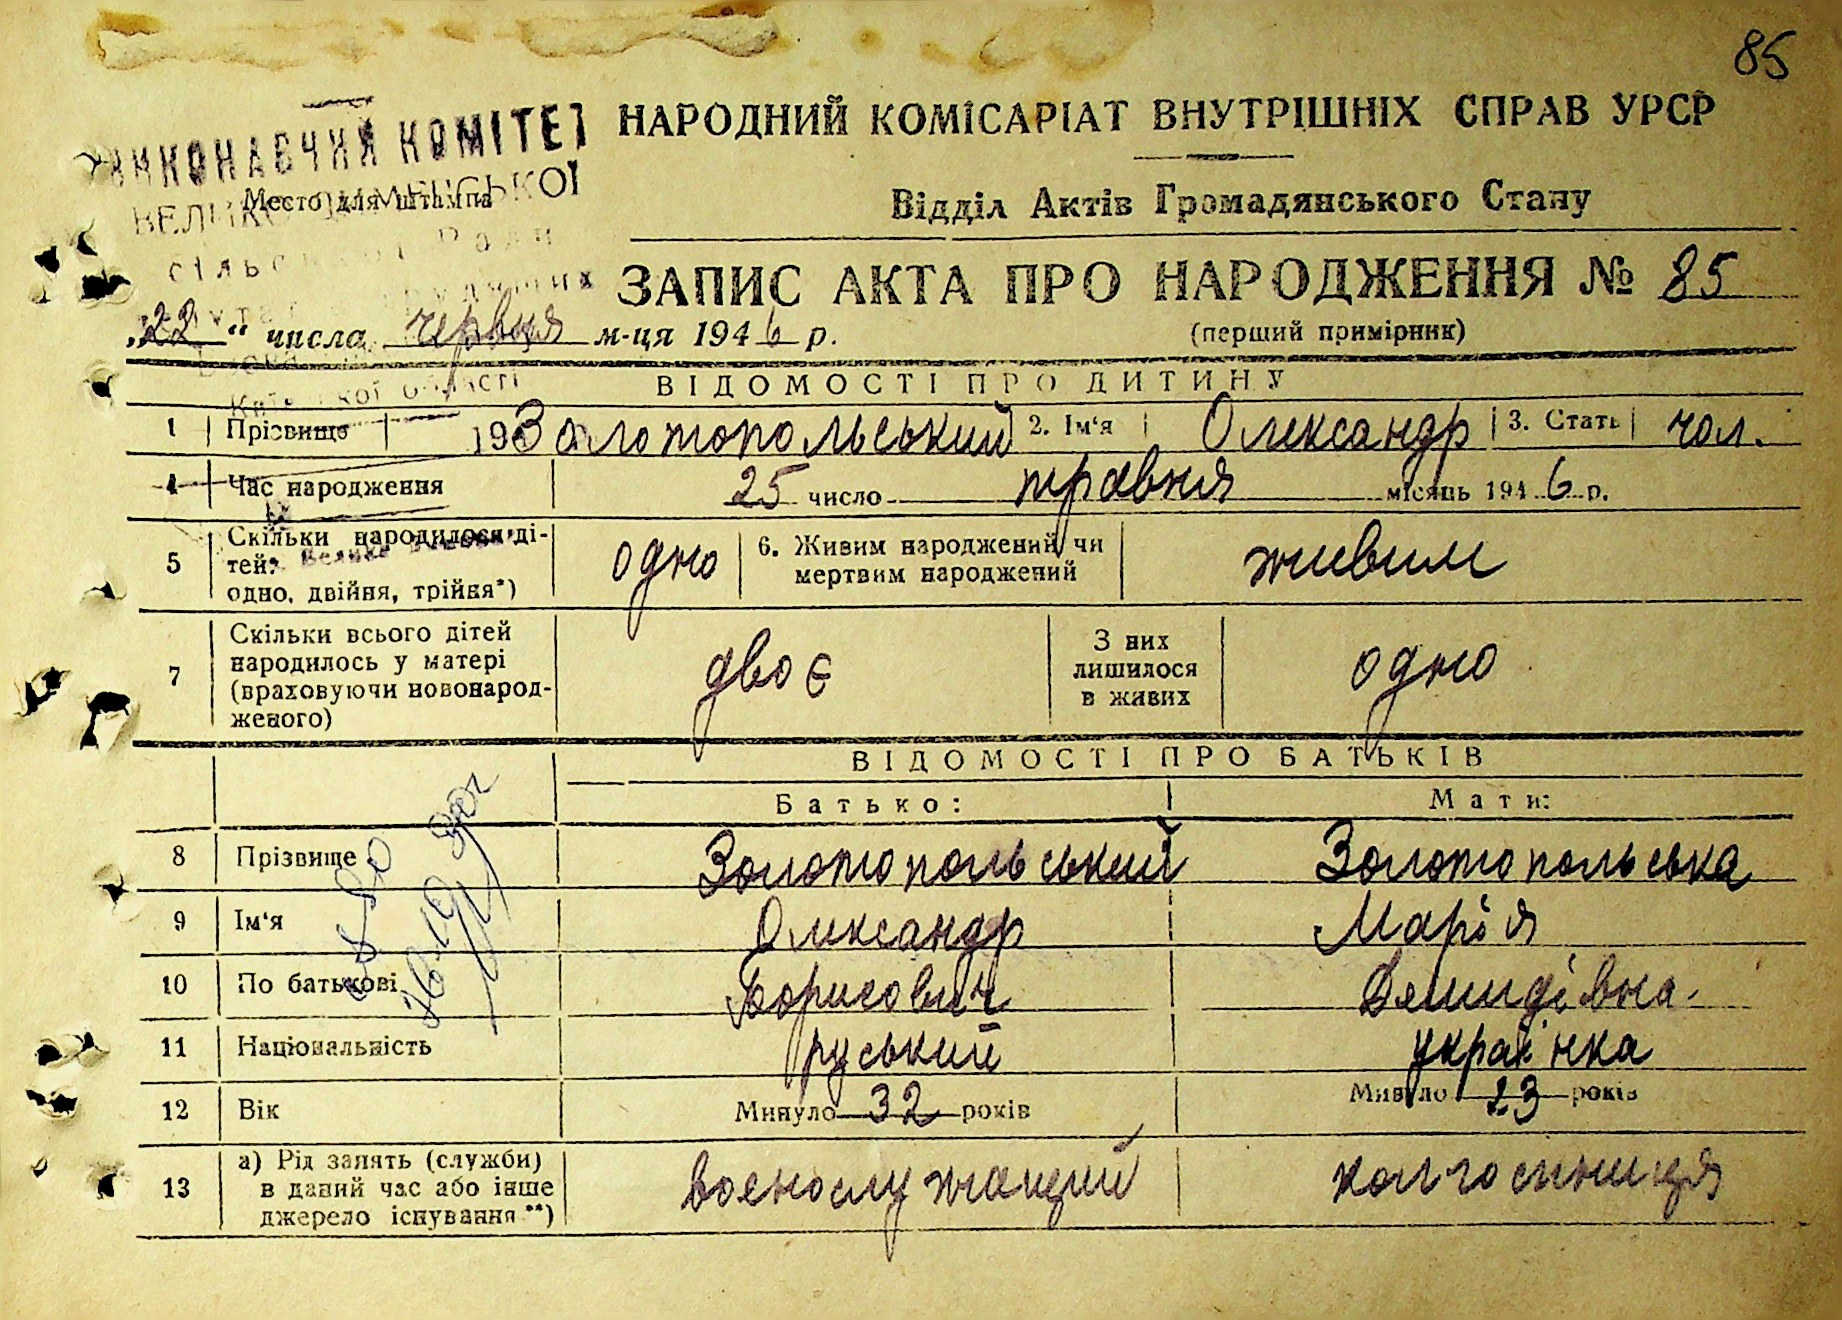 85
ВИКОНАВЧИЙ КОМІТЕТ
НАРОДНИЙ КОМІСАРІАТ ВНУТРІШНІХ СПРАВ УРСР
Место для штампа
Відділ Актів Громадянського Стану
ЗАПИС АКТА ПРО НАРОДЖЕННЯ № 85
„22“ числа червня м-ця 1946 р.
(перший примірник)
ВІДОМОСТІ ПРО ДИТИНУ
1 Прізвище Золотопольський 2. Ім'я Олександр 3. Стать чол.
4 Час народження 25 число травня місяць 1946 р.
5 Скільки народилося ді-
тей:
одно, двійня, трійня*) одно 6. Живим народжений чи
мертвим народжений живим
7 Скільки всього дітей
народилось у матері
(враховуючи новонарод-
женого) двоє З них
лишилося
в живих одно
ВІДОМОСТІ ПРО БАТЬКІВ
Батько: Мати:
8 Прізвище Золотопольський Золотопольська
9 Ім'я Олександр Марія
10 По батькові Борисович Демидівна
11 Національність руський українка
12 Вік Минуло 32 років Минуло 23 років
13 а) Рід занять (служби)
в даний час або інше
джерело існування **) военослужащий колгоспниця